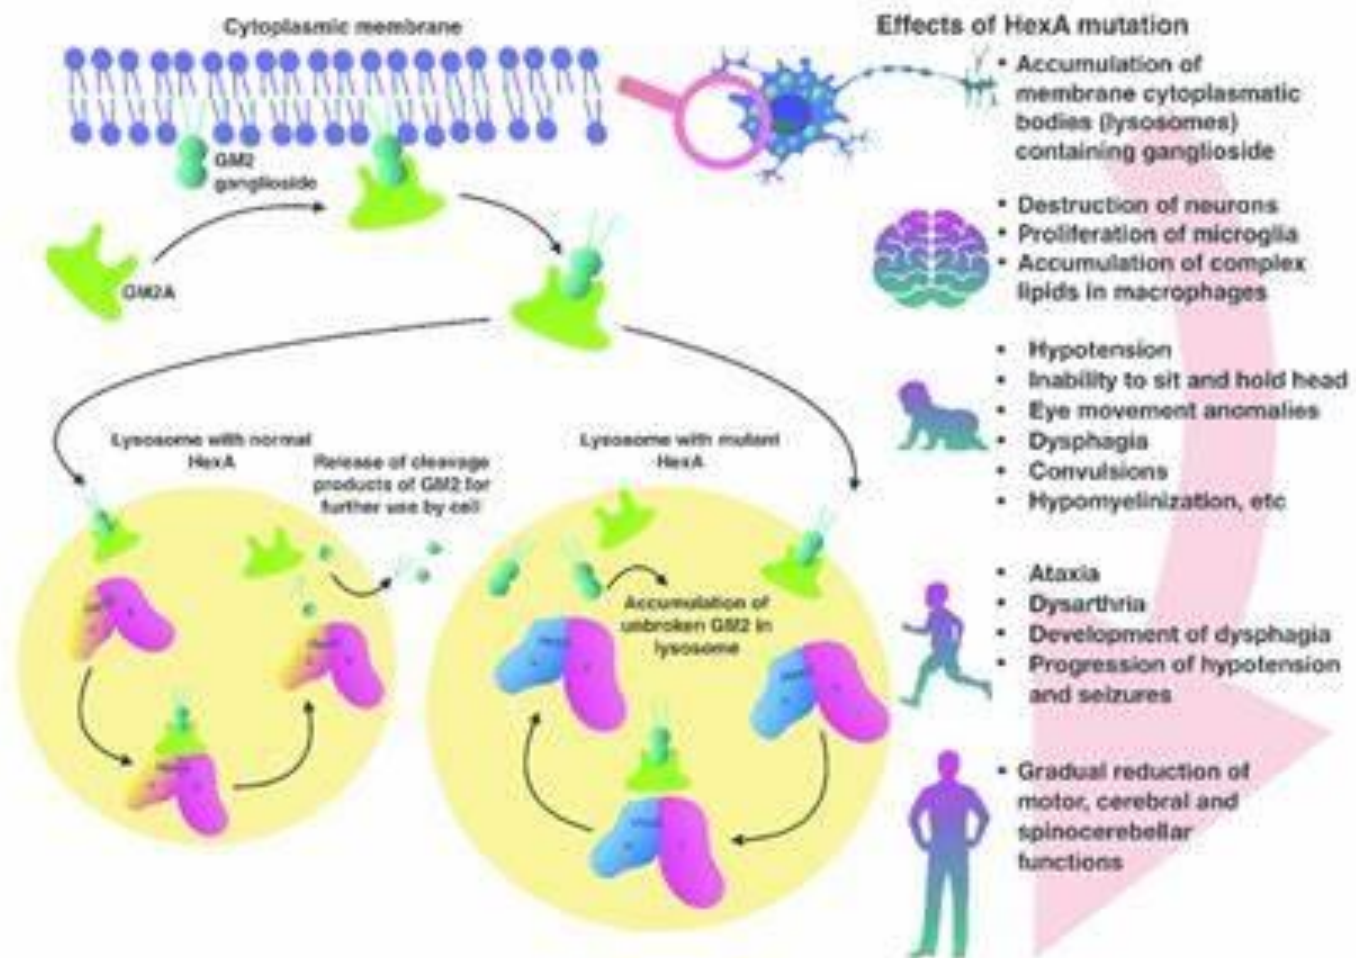 Cytoplasmic membrane
GM2
ganglioside
GM2A
Lysosome with normal
HexA
Release of cleavage
products of GM2 for
further use by cell
Lysosome with mutant
HexA
Accumulation of
unbroken GM2 in
lysosome
Effects of HexA mutation
• Accumulation of
membrane cytoplasmatic
bodies (lysosomes)
containing ganglioside
• Destruction of neurons
• Proliferation of microglia
• Accumulation of complex
lipids in macrophages
• Hypotension
• Inability to sit and hold head
• Eye movement anomalies
• Dysphagia
• Convulsions
• Hypomyelinization, etc
• Ataxia
• Dysarthria
• Development of dysphagia
• Progression of hypotension
and seizures
• Gradual reduction of
motor, cerebral and
spinocerebellar
functions